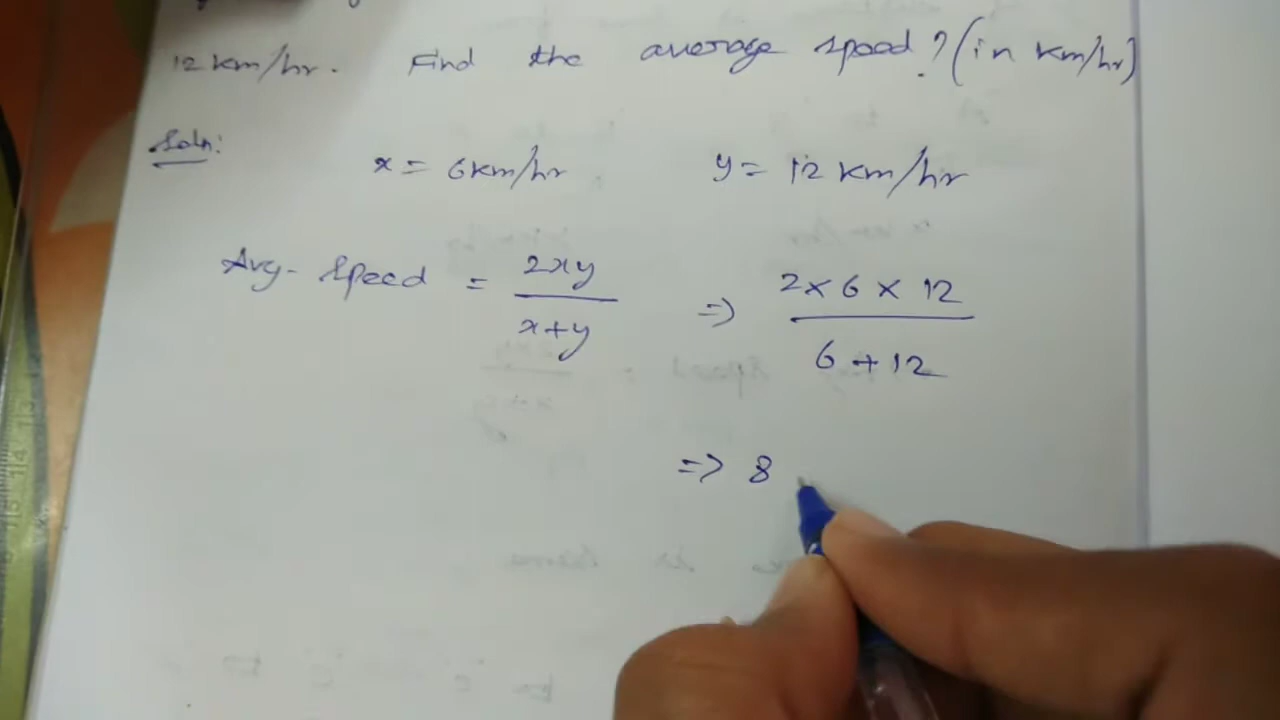 12 km/hr. Find the average speed? (in km/hr)
Soln:
x = 6 km/hr y = 12 km/hr
Avg. Speed = 2xy / x+y => 2 x 6 x 12 / 6 + 12
=> 8